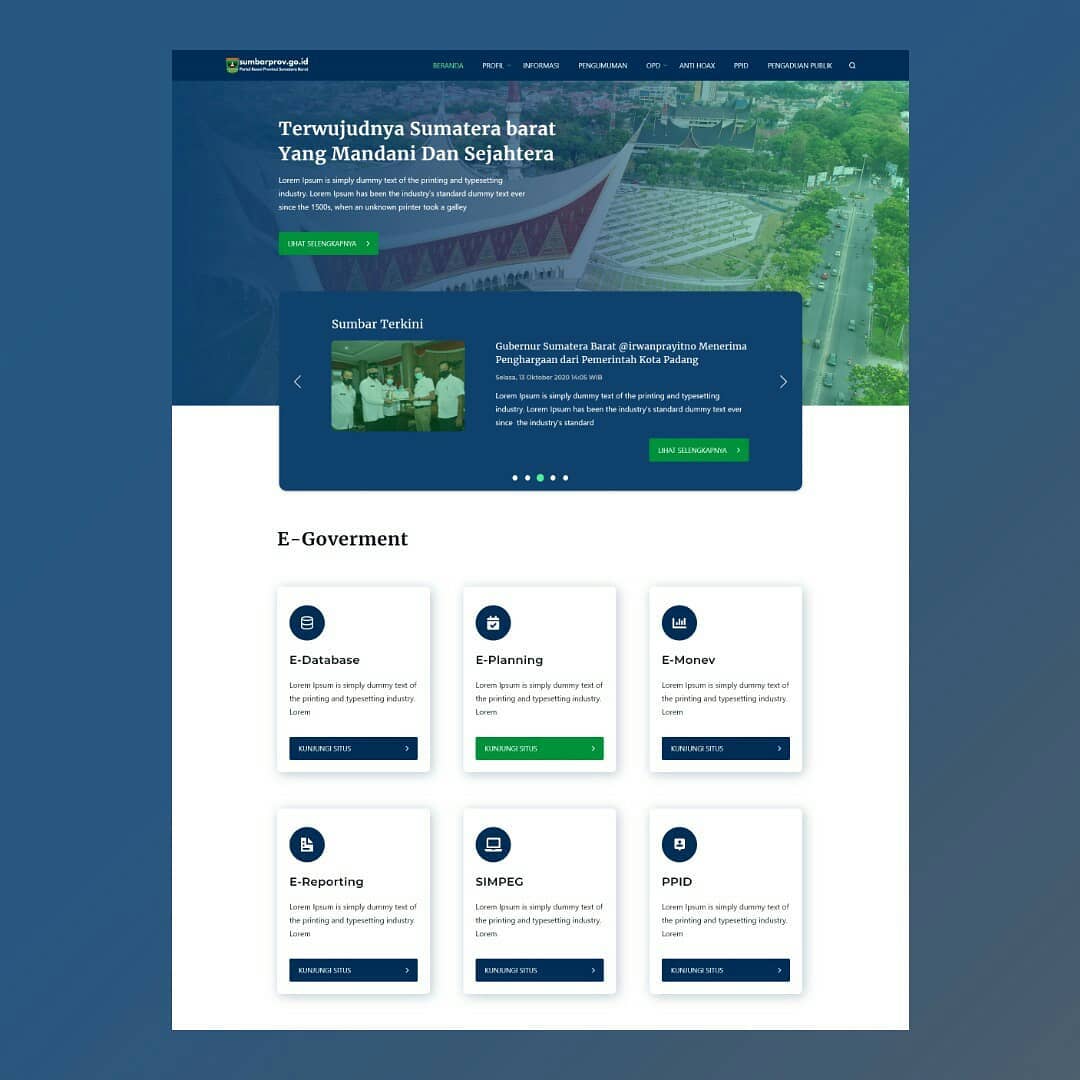 sumbarprov.go.id
Portal Resmi Provinsi Sumatera Barat
BERANDA PROFIL INFORMASI PENGUMUMAN OPD ANTI HOAX PPID PENGADUAN PUBLIK
Terwujudnya Sumatera barat
Yang Mandani Dan Sejahtera
Lorem Ipsum is simply dummy text of the printing and typesetting
industry. Lorem Ipsum has been the industry's standard dummy text ever
since the 1500s, when an unknown printer took a galley
LIHAT SELENGKAPNYA
Sumbar Terkini
Gubernur Sumatera Barat @irwanprayitno Menerima
Penghargaan dari Pemerintah Kota Padang
Selasa, 13 Oktober 2020 14:05 WIB
Lorem Ipsum is simply dummy text of the printing and typesetting
industry. Lorem Ipsum has been the industry's standard dummy text ever
since the industry's standard
LIHAT SELENGKAPNYA
E-Goverment
E-Database
Lorem Ipsum is simply dummy text of
the printing and typesetting industry.
Lorem
KUNJUNGI SITUS
E-Planning
Lorem Ipsum is simply dummy text of
the printing and typesetting industry.
Lorem
KUNJUNGI SITUS
E-Monev
Lorem Ipsum is simply dummy text of
the printing and typesetting industry.
Lorem
KUNJUNGI SITUS
E-Reporting
Lorem Ipsum is simply dummy text of
the printing and typesetting industry.
Lorem
KUNJUNGI SITUS
SIMPEG
Lorem Ipsum is simply dummy text of
the printing and typesetting industry.
Lorem
KUNJUNGI SITUS
PPID
Lorem Ipsum is simply dummy text of
the printing and typesetting industry.
Lorem
KUNJUNGI SITUS